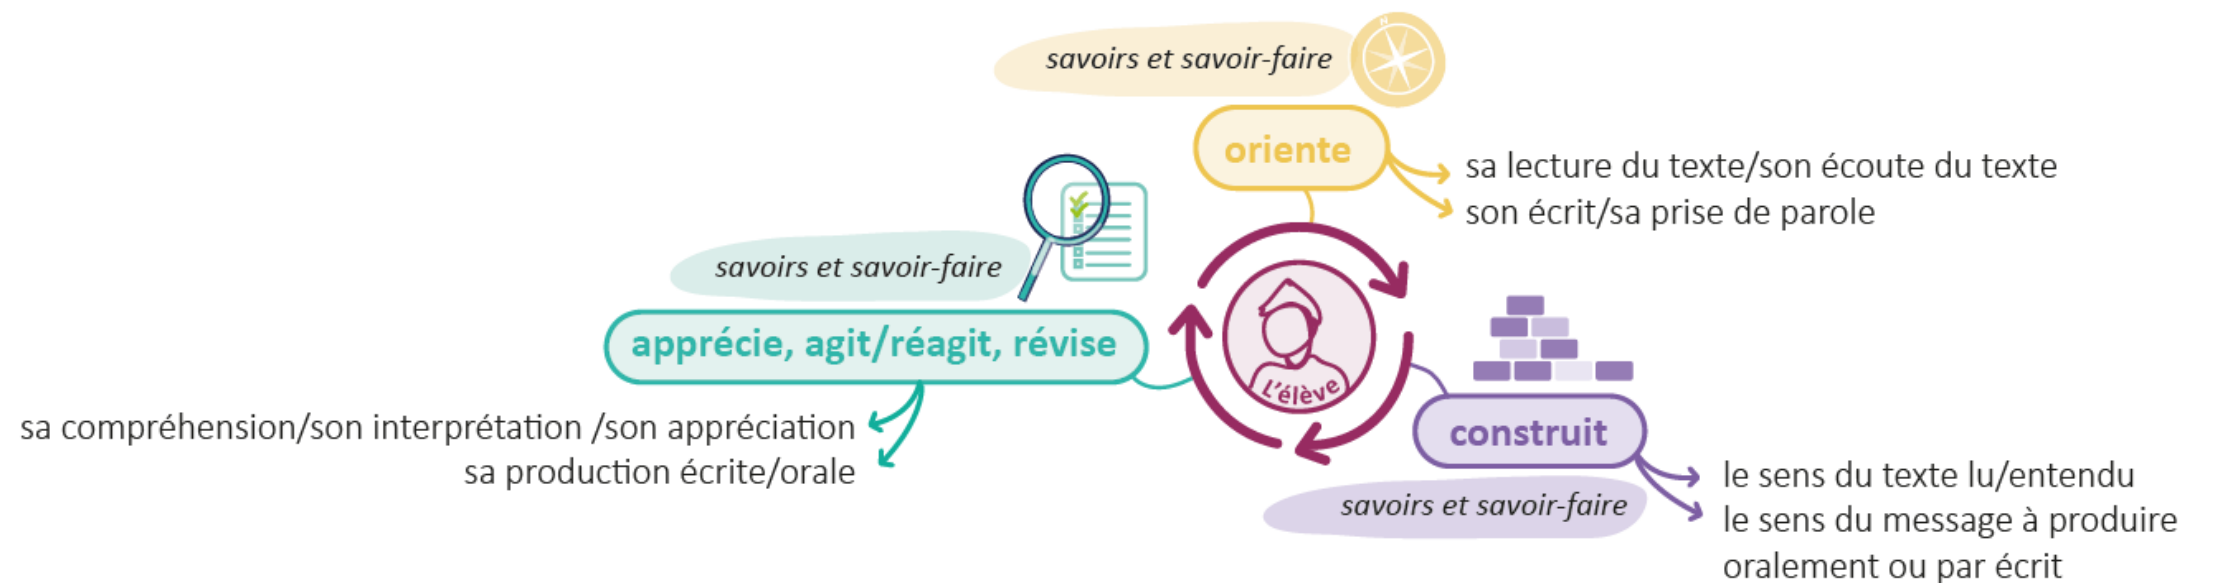 savoirs et savoir-faire
N
oriente
sa lecture du texte/son écoute du texte
son écrit/sa prise de parole
savoirs et savoir-faire
apprécie, agit/réagit, révise
sa compréhension/son interprétation /son appréciation
sa production écrite/orale
L'élève
construit
savoirs et savoir-faire
le sens du texte lu/entendu
le sens du message à produire
oralement ou par écrit